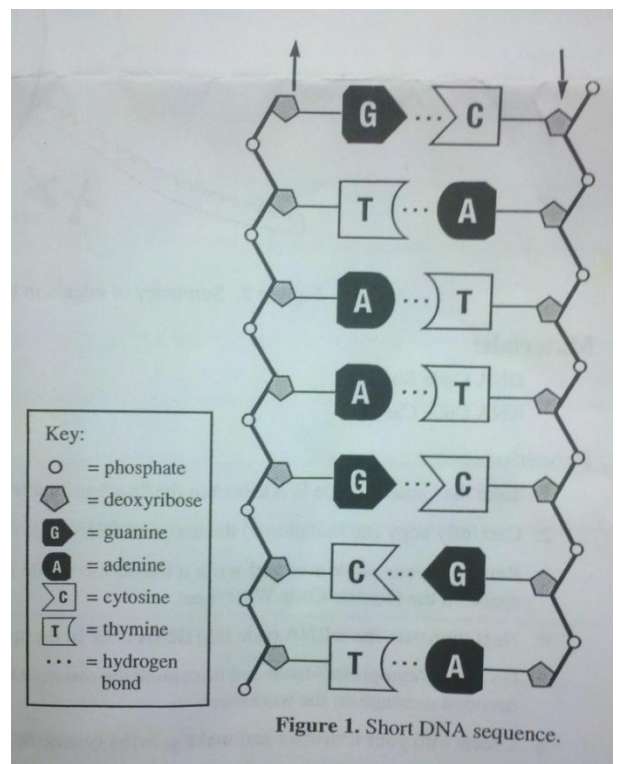 G C
T A
A T
A T
G C
C G
T A
Key:
= phosphate
= deoxyribose
G = guanine
A = adenine
C = cytosine
T = thymine
= hydrogen
bond
Figure 1. Short DNA sequence.